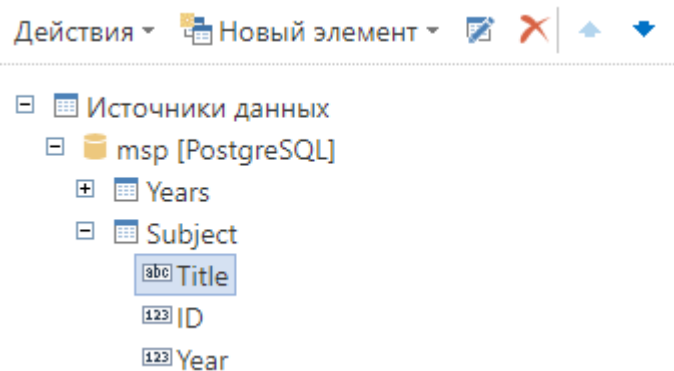 Действия Новый элемент
Источники данных
msp [PostgreSQL]
Years
Subject
abc Title
123 ID
123 Year